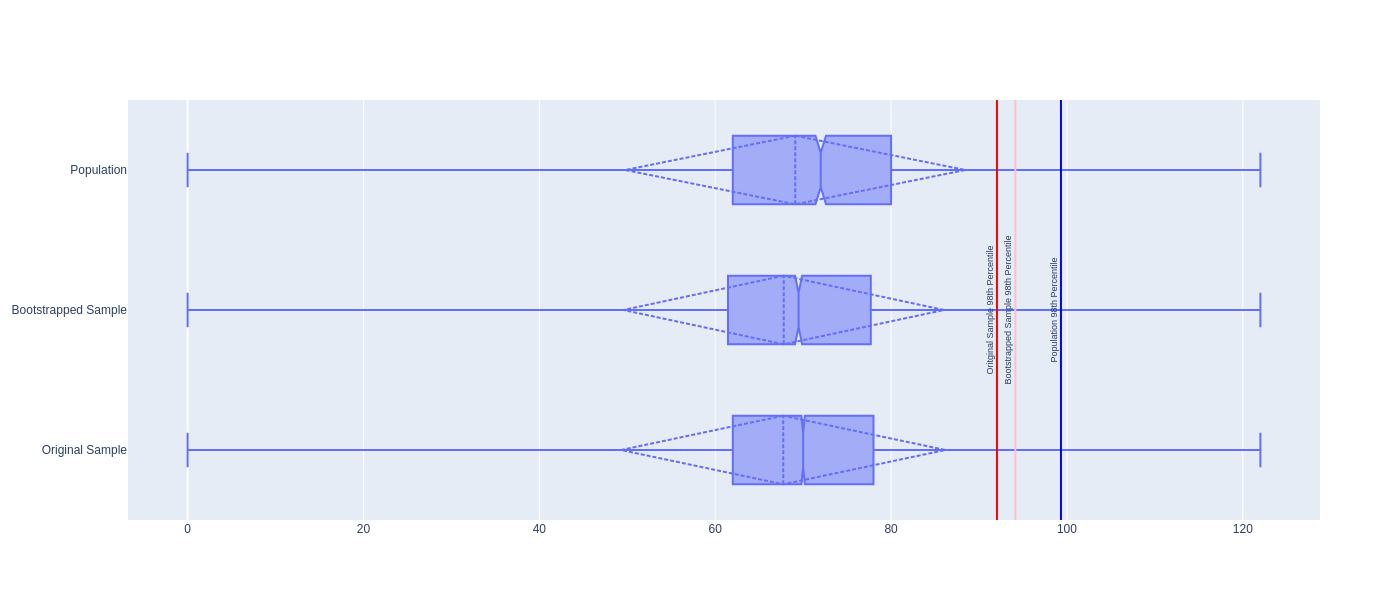 Population
Bootstrapped Sample
Original Sample
Oritginal Sample 98th Percentile
Bootstrapped Sample 98th Percentile
Population 98th Percentile
0
20
40
60
80
100
120